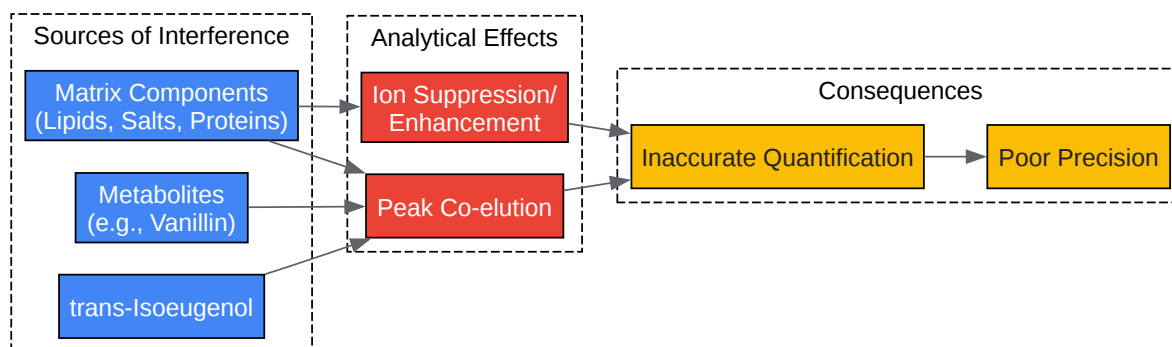 Sources of Interference
Matrix Components
(Lipids, Salts, Proteins)
Metabolites
(e.g., Vanillin)
trans-Isoeugenol
Analytical Effects
Ion Suppression/
Enhancement
Peak Co-elution
Consequences
Inaccurate Quantification
Poor Precision